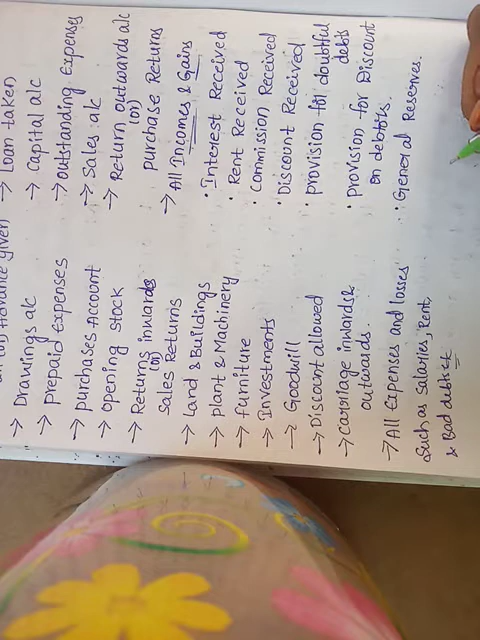 Advance given
→ Drawings a/c
→ prepaid Expenses
→ purchases Account
→ opening stock
→ Returns inwards
(or)
Sales Returns
→ Land & Buildings
→ plant & Machinery
→ furniture
→ Investments
→ Goodwill
→ Discount allowed
→ carriage inwards &
outwards.
→ All Expenses and losses
such as salaries, Rent
& Bad debts
→ Loan taken
→ Capital a/c
→ outstanding Expenses
→ Sales a/c
→ Return outwards a/c
(or)
purchase Returns
→ All Incomes & Gains
• Interest Received
• Rent Received
• Commission Received
Discount Received
• provision for doubtful
debts
• provision for Discount
on debtors.
• General Reserves.